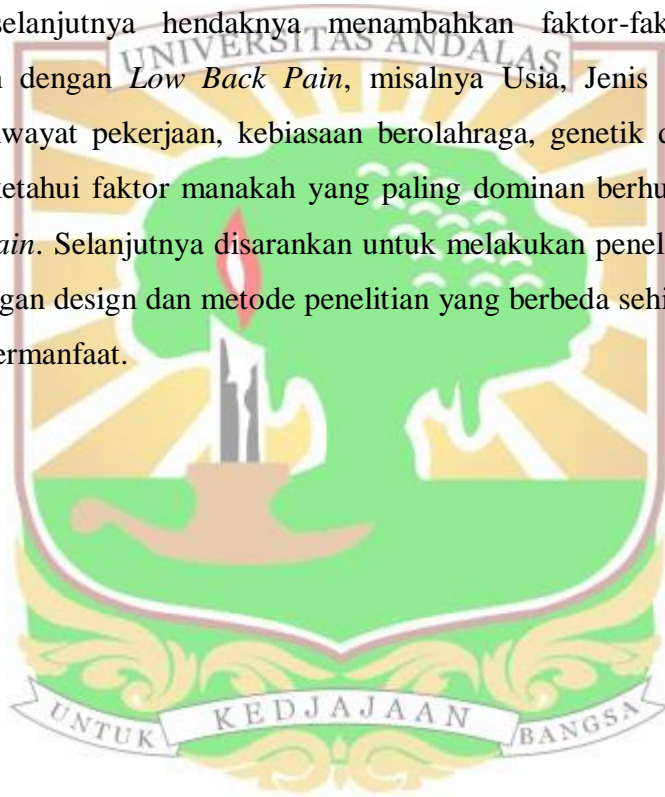 selanjutnya hendaknya menambahkan faktor-fak
n dengan Low Back Pain, misalnya Usia, Jenis
wayat pekerjaan, kebiasaan berolahraga, genetik d
ketahui faktor manakah yang paling dominan berhu
ain. Selanjutnya disarankan untuk melakukan penel
gan design dan metode penelitian yang berbeda sehi
ermanfaat.
UNIVERSITAS ANDALAS
UNTUK KEDJAJAAN BANGSA